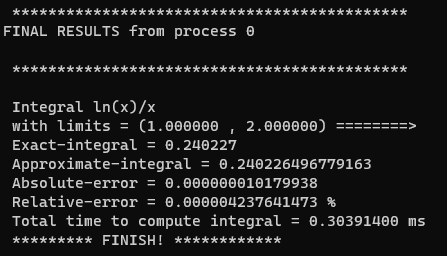 ********************************************
FINAL RESULTS from process 0
********************************************
Integral ln(x)/x
with limits = (1.000000 , 2.000000) ========>
Exact-integral = 0.240227
Approximate-integral = 0.240226496779163
Absolute-error = 0.000000010179938
Relative-error = 0.000004237641473 %
Total time to compute integral = 0.30391400 ms
********* FINISH! ************